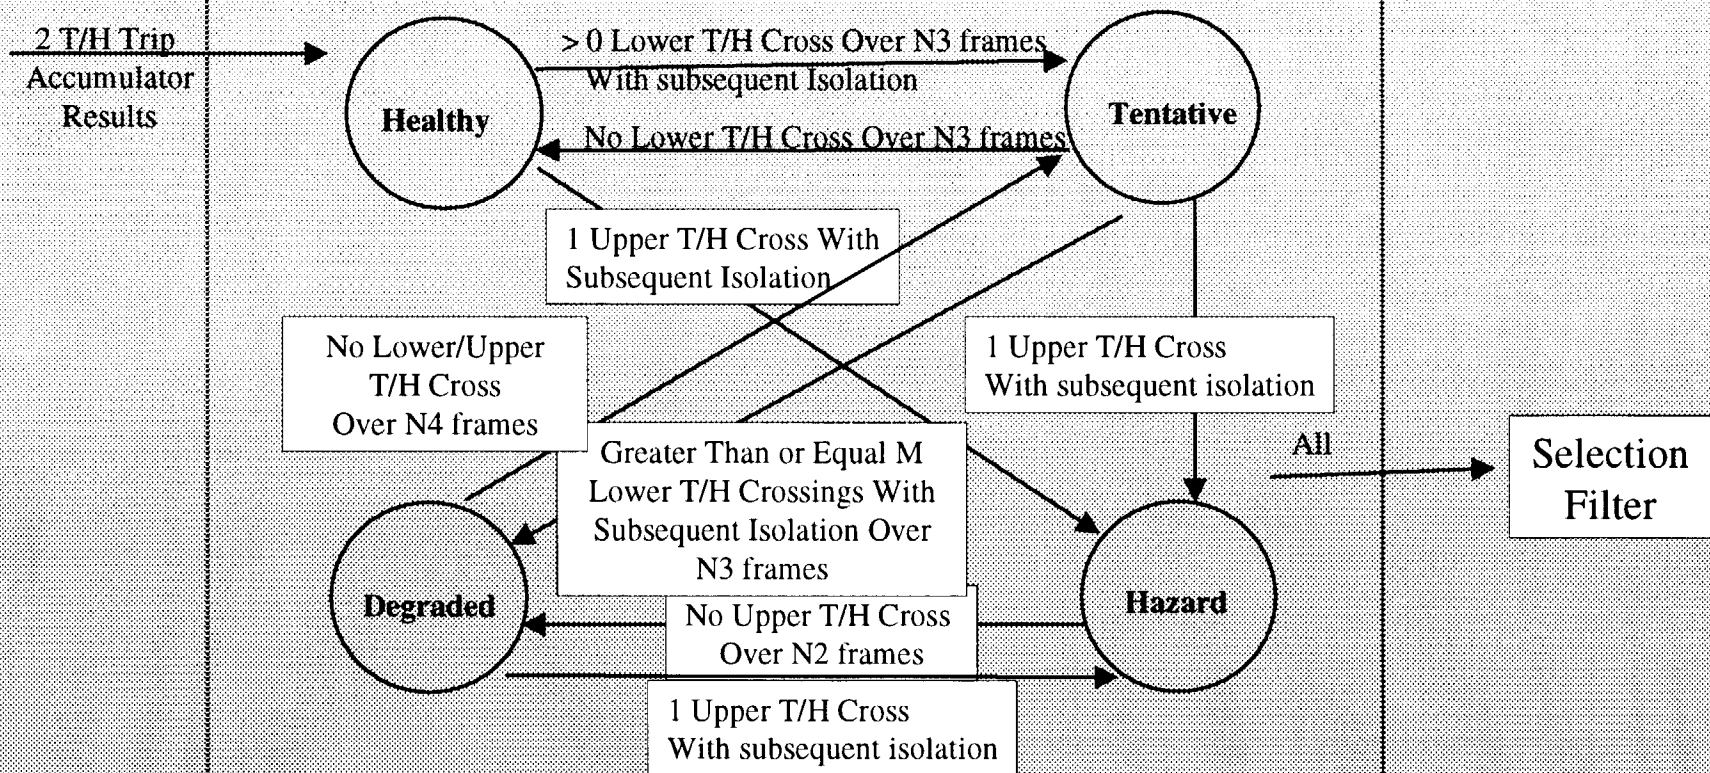 2 T/H Trip
Accumulator
Results
Healthy
> 0 Lower T/H Cross Over N3 frames
With subsequent Isolation
No Lower T/H Cross Over N3 frames
Tentative
1 Upper T/H Cross With
Subsequent Isolation
No Lower/Upper
T/H Cross
Over N4 frames
1 Upper T/H Cross
With subsequent isolation
Greater Than or Equal M
Lower T/H Crossings With
Subsequent Isolation Over
N3 frames
All
Selection
Filter
Degraded
No Upper T/H Cross
Over N2 frames
Hazard
1 Upper T/H Cross
With subsequent isolation